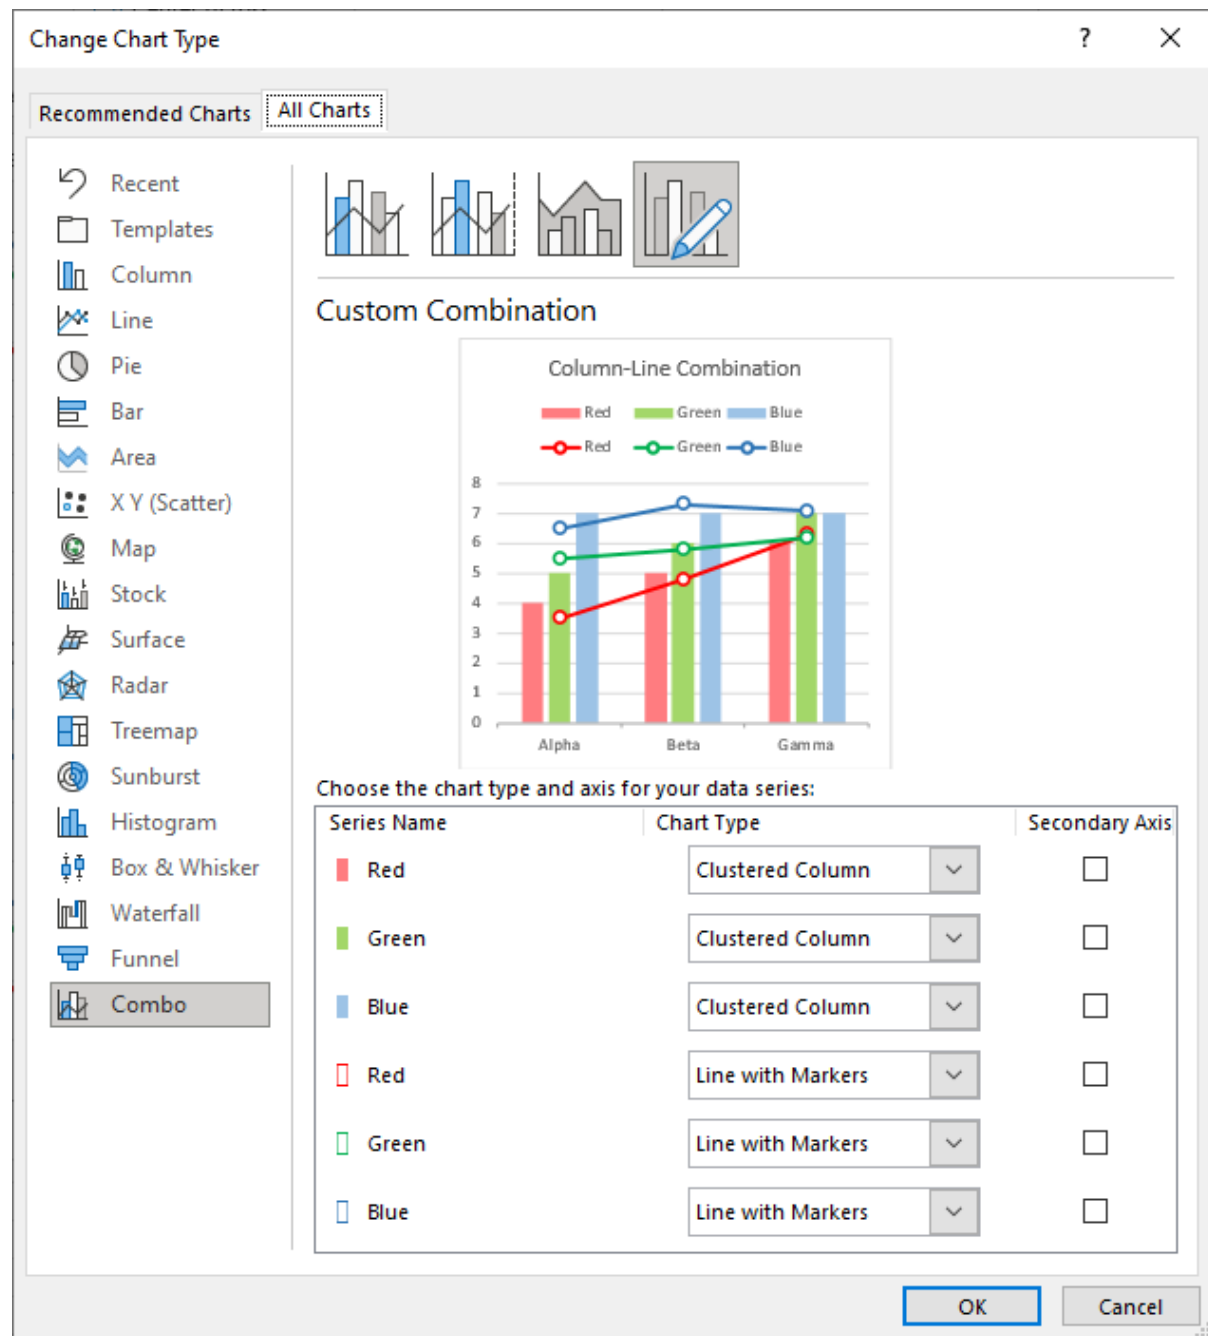 Change Chart Type
?
Recommended Charts
All Charts
Recent
Templates
Column
Line
Pie
Bar
Area
X Y (Scatter)
Map
Stock
Surface
Radar
Treemap
Sunburst
Histogram
Box & Whisker
Waterfall
Funnel
Combo
Custom Combination
Column-Line Combination
Red Green Blue
Red Green Blue
8
7
6
5
4
3
2
1
0
Alpha Beta Gamma
Choose the chart type and axis for your data series:
Series Name Chart Type Secondary Axis
Red Clustered Column
Green Clustered Column
Blue Clustered Column
Red Line with Markers
Green Line with Markers
Blue Line with Markers
OK Cancel